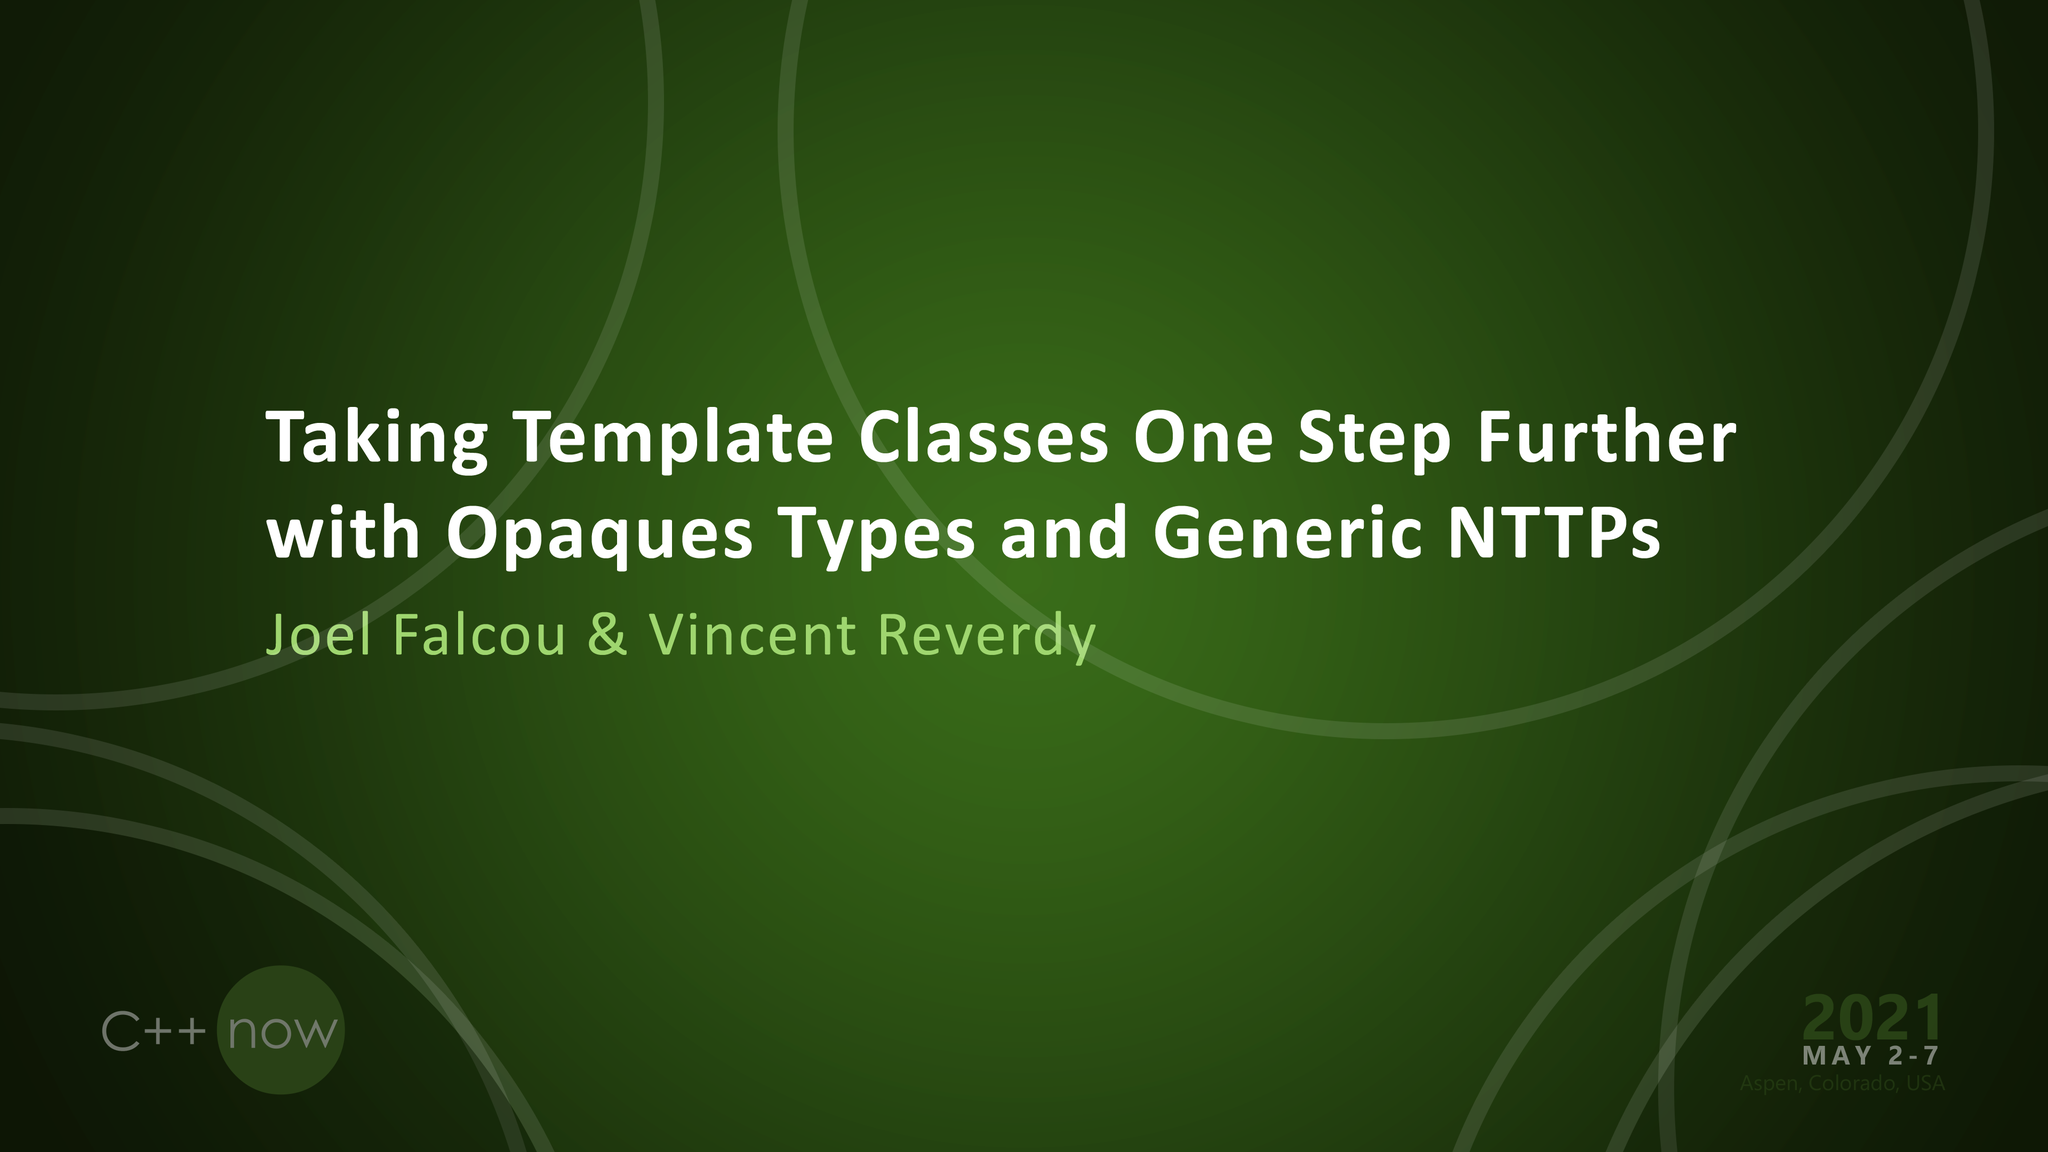 Taking Template Classes One Step Further
with Opaques Types and Generic NTTPs
Joel Falcou & Vincent Reverdy
C++ now
2021
MAY 2-7
Aspen, Colorado, USA